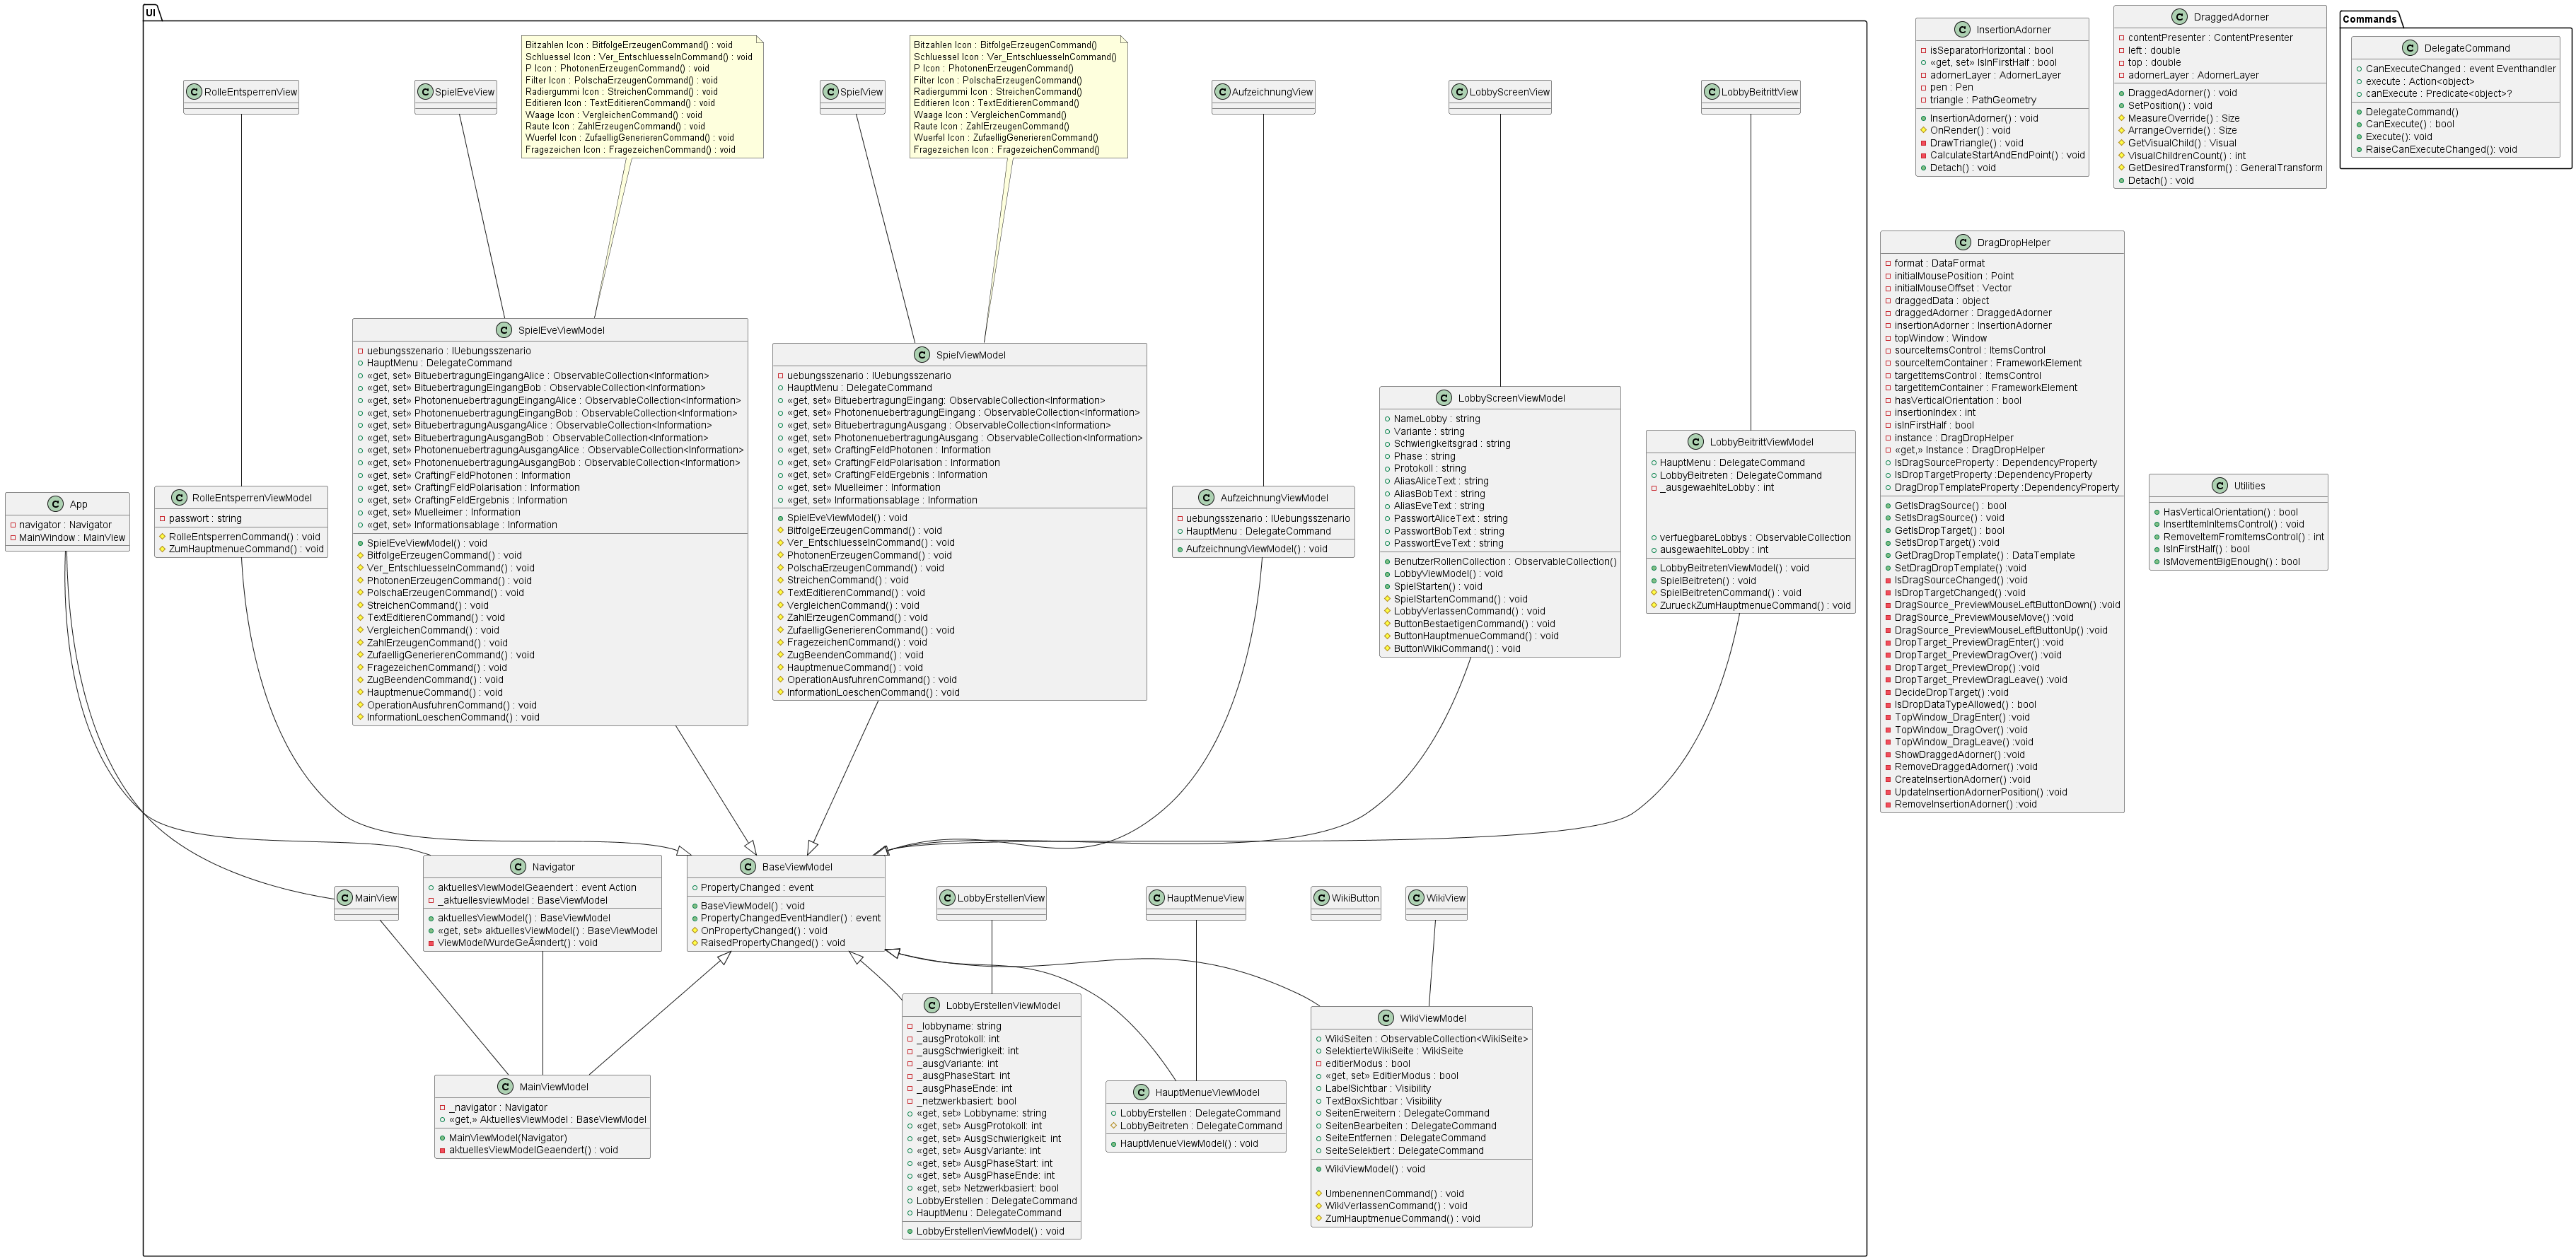 UI
RolleEntsperrenView
SpielEveView
Bitzahlen Icon : BitfolgeErzeugenCommand() : void
Schluessel Icon : Ver_EntschluesselnCommand() : void
P Icon : PhotonenErzeugenCommand() : void
Filter Icon : PolschaErzeugenCommand() : void
Radiergummi Icon : StreichenCommand() : void
Editieren Icon : TextEditierenCommand() : void
Waage Icon : VergleichenCommand() : void
Raute Icon : ZahlErzeugenCommand() : void
Wuerfel Icon : ZufaelligGenerierenCommand() : void
Fragezeichen Icon : FragezeichenCommand() : void
SpielView
Bitzahlen Icon : BitfolgeErzeugenCommand()
Schluessel Icon : Ver_EntschluesselnCommand()
P Icon : PhotonenErzeugenCommand()
Filter Icon : PolschaErzeugenCommand()
Radiergummi Icon : StreichenCommand()
Editieren Icon : TextEditierenCommand()
Waage Icon : VergleichenCommand()
Raute Icon : ZahlErzeugenCommand()
Wuerfel Icon : ZufaelligGenerierenCommand()
Fragezeichen Icon : FragezeichenCommand()
AufzeichnungView
LobbyScreenView
LobbyBeitrittView
InsertionAdorner
isSeparatorHorizontal : bool
«get, set» IsInFirstHalf : bool
adornerLayer : AdornerLayer
pen : Pen
triangle : PathGeometry
InsertionAdorner() : void
OnRender() : void
DrawTriangle() : void
CalculateStartAndEndPoint() : void
Detach() : void
DraggedAdorner
contentPresenter : ContentPresenter
left : double
top : double
adornerLayer : AdornerLayer
DraggedAdorner() : void
SetPosition() : void
MeasureOverride() : Size
ArrangeOverride() : Size
GetVisualChild() : Visual
VisualChildrenCount() : int
GetDesiredTransform() : GeneralTransform
Detach() : void
Commands
DelegateCommand
CanExecuteChanged : event Eventhandler
execute : Action<object>
canExecute : Predicate<object>?
DelegateCommand()
CanExecute() : bool
Execute(): void
RaiseCanExecuteChanged(): void
App
navigator : Navigator
MainWindow : MainView
RolleEntsperrenViewModel
passwort : string
RolleEntsperrenCommand() : void
ZumHauptmenueCommand() : void
SpielEveViewModel
uebungsszenario : IUebungsszenario
HauptMenu : DelegateCommand
«get, set» BituebertragungEingangAlice : ObservableCollection<Information>
«get, set» BituebertragungEingangBob : ObservableCollection<Information>
«get, set» PhotonenuebertragungEingangAlice : ObservableCollection<Information>
«get, set» PhotonenuebertragungEingangBob : ObservableCollection<Information>
«get, set» BituebertragungAusgangAlice : ObservableCollection<Information>
«get, set» BituebertragungAusgangBob : ObservableCollection<Information>
«get, set» PhotonenuebertragungAusgangAlice : ObservableCollection<Information>
«get, set» PhotonenuebertragungAusgangBob : ObservableCollection<Information>
«get, set» CraftingFeldPhotonen : Information
«get, set» CraftingFeldPolarisation : Information
«get, set» CraftingFeldErgebnis : Information
«get, set» Muelleimer : Information
«get, set» Informationsablage : Information
SpielEveViewModel() : void
BitfolgeErzeugenCommand() : void
Ver_EntschluesselnCommand() : void
PhotonenErzeugenCommand() : void
PolschaErzeugenCommand() : void
StreichenCommand() : void
TextEditierenCommand() : void
VergleichenCommand() : void
ZahlErzeugenCommand() : void
ZufaelligGenerierenCommand() : void
FragezeichenCommand() : void
ZugBeendenCommand() : void
HauptmenueCommand() : void
OperationAusfuhrenCommand() : void
InformationLoeschenCommand() : void
SpielViewModel
uebungsszenario : IUebungsszenario
HauptMenu : DelegateCommand
«get, set» BituebertragungEingang: ObservableCollection<Information>
«get, set» PhotonenuebertragungEingang : ObservableCollection<Information>
«get, set» BituebertragungAusgang : ObservableCollection<Information>
«get, set» PhotonenuebertragungAusgang : ObservableCollection<Information>
«get, set» CraftingFeldPhotonen : Information
«get, set» CraftingFeldPolarisation : Information
«get, set» CraftingFeldErgebnis : Information
«get, set» Muelleimer : Information
«get, set» Informationsablage : Information
SpielEveViewModel() : void
BitfolgeErzeugenCommand() : void
Ver_EntschluesselnCommand() : void
PhotonenErzeugenCommand() : void
PolschaErzeugenCommand() : void
StreichenCommand() : void
TextEditierenCommand() : void
VergleichenCommand() : void
ZahlErzeugenCommand() : void
ZufaelligGenerierenCommand() : void
FragezeichenCommand() : void
ZugBeendenCommand() : void
HauptmenueCommand() : void
OperationAusfuhrenCommand() : void
InformationLoeschenCommand() : void
AufzeichnungViewModel
uebungsszenario : IUebungsszenario
HauptMenu : DelegateCommand
AufzeichnungViewModel() : void
LobbyScreenViewModel
NameLobby : string
Variante : string
Schwierigkeitsgrad : string
Phase : string
Protokoll : string
AliasAliceText : string
AliasBobText : string
AliasEveText : string
PasswortAliceText : string
PasswortBobText : string
PasswortEveText : string
BenutzerRollenCollection : ObservableCollection()
LobbyViewModel() : void
SpielStarten() : void
SpielStartenCommand() : void
LobbyVerlassenCommand() : void
ButtonBestaetigenCommand() : void
ButtonHauptmenueCommand() : void
ButtonWikiCommand() : void
LobbyBeitrittViewModel
HauptMenu : DelegateCommand
LobbyBeitreten : DelegateCommand
_ausgewaehlteLobby : int
verfuegbareLobbys : ObservableCollection
ausgewaehlteLobby : int
LobbyBeitretenViewModel() : void
SpielBeitreten() : void
SpielBeitretenCommand() : void
ZurueckZumHauptmenueCommand() : void
DragDropHelper
format : DataFormat
initialMousePosition : Point
initialMouseOffset : Vector
draggedData : object
draggedAdorner : DraggedAdorner
insertionAdorner : InsertionAdorner
topWindow : Window
sourceItemsControl : ItemsControl
sourceItemContainer : FrameworkElement
targetItemsControl : ItemsControl
targetItemContainer : FrameworkElement
hasVerticalOrientation : bool
insertionIndex : int
isInFirstHalf : bool
instance : DragDropHelper
«get,» Instance : DragDropHelper
IsDragSourceProperty : DependencyProperty
IsDropTargetProperty :DependencyProperty
DragDropTemplateProperty :DependencyProperty
GetIsDragSource() : bool
SetIsDragSource() : void
GetIsDropTarget() : bool
SetIsDropTarget() :void
GetDragDropTemplate() : DataTemplate
SetDragDropTemplate() :void
IsDragSourceChanged() :void
IsDropTargetChanged() :void
DragSource_PreviewMouseLeftButtonDown() :void
DragSource_PreviewMouseMove() :void
DragSource_PreviewMouseLeftButtonUp() :void
DropTarget_PreviewDragEnter() :void
DropTarget_PreviewDragOver() :void
DropTarget_PreviewDrop() :void
DropTarget_PreviewDragLeave() :void
DecideDropTarget() :void
IsDropDataTypeAllowed() : bool
TopWindow_DragEnter() :void
TopWindow_DragOver() :void
TopWindow_DragLeave() :void
ShowDraggedAdorner() :void
RemoveDraggedAdorner() :void
CreateInsertionAdorner() :void
UpdateInsertionAdornerPosition() :void
RemoveInsertionAdorner() :void
Utilities
HasVerticalOrientation() : bool
InsertItemInItemsControl() : void
RemoveItemFromItemsControl() : int
IsInFirstHalf() : bool
IsMovementBigEnough() : bool
MainView
Navigator
aktuellesViewModelGeaendert : event Action
_aktuellesviewModel : BaseViewModel
aktuellesViewModel() : BaseViewModel
«get, set» aktuellesViewModel() : BaseViewModel
ViewModelWurdeGeÃ¤ndert() : void
BaseViewModel
PropertyChanged : event
BaseViewModel() : void
PropertyChangedEventHandler() : event
OnPropertyChanged() : void
RaisedPropertyChanged() : void
LobbyErstellenView
HauptMenueView
WikiButton
WikiView
MainViewModel
_navigator : Navigator
«get,» AktuellesViewModel : BaseViewModel
MainViewModel(Navigator)
aktuellesViewModelGeaendert() : void
LobbyErstellenViewModel
_lobbyname: string
_ausgProtokoll: int
_ausgSchwierigkeit: int
_ausgVariante: int
_ausgPhaseStart: int
_ausgPhaseEnde: int
_netzwerkbasiert: bool
«get, set» Lobbyname: string
«get, set» AusgProtokoll: int
«get, set» AusgSchwierigkeit: int
«get, set» AusgVariante: int
«get, set» AusgPhaseStart: int
«get, set» AusgPhaseEnde: int
«get, set» Netzwerkbasiert: bool
LobbyErstellen : DelegateCommand
HauptMenu : DelegateCommand
LobbyErstellenViewModel() : void
HauptMenueViewModel
LobbyErstellen : DelegateCommand
LobbyBeitreten : DelegateCommand
HauptMenueViewModel() : void
WikiViewModel
WikiSeiten : ObservableCollection<WikiSeite>
SelektierteWikiSeite : WikiSeite
editierModus : bool
«get, set» EditierModus : bool
LabelSichtbar : Visibility
TextBoxSichtbar : Visibility
SeitenErweitern : DelegateCommand
SeitenBearbeiten : DelegateCommand
SeiteEntfernen : DelegateCommand
SeiteSelektiert : DelegateCommand
WikiViewModel() : void
UmbenennenCommand() : void
WikiVerlassenCommand() : void
ZumHauptmenueCommand() : void